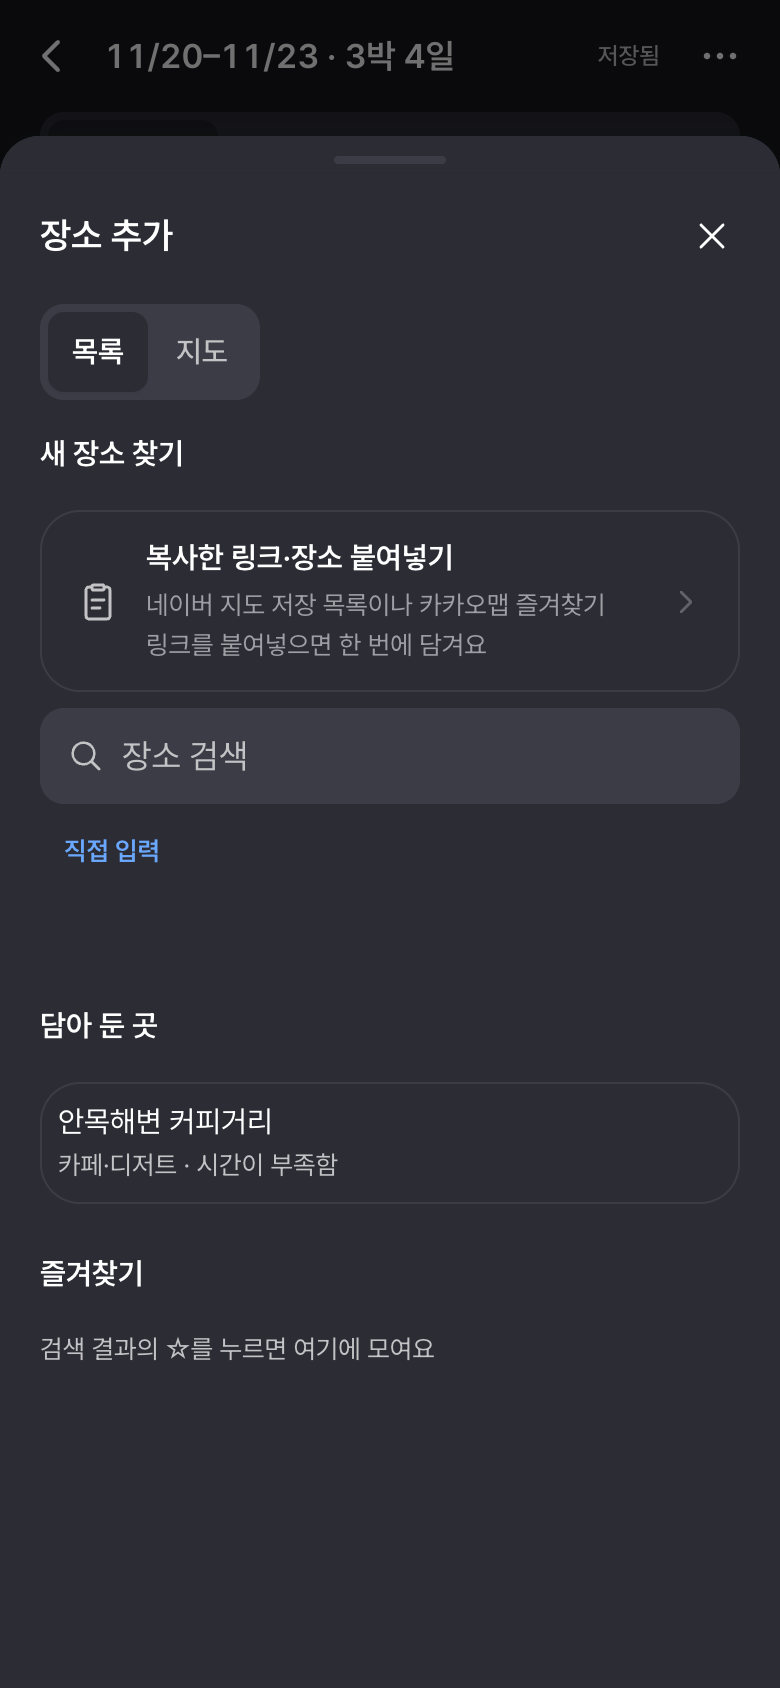 11/20–11/23 · 3박 4일
저장됨
장소 추가
목록
지도
새 장소 찾기
복사한 링크·장소 붙여넣기
네이버 지도 저장 목록이나 카카오맵 즐겨찾기
링크를 붙여넣으면 한 번에 담겨요
장소 검색
직접 입력
담아 둔 곳
안목해변 커피거리
카페·디저트 · 시간이 부족함
즐겨찾기
검색 결과의 ☆를 누르면 여기에 모여요